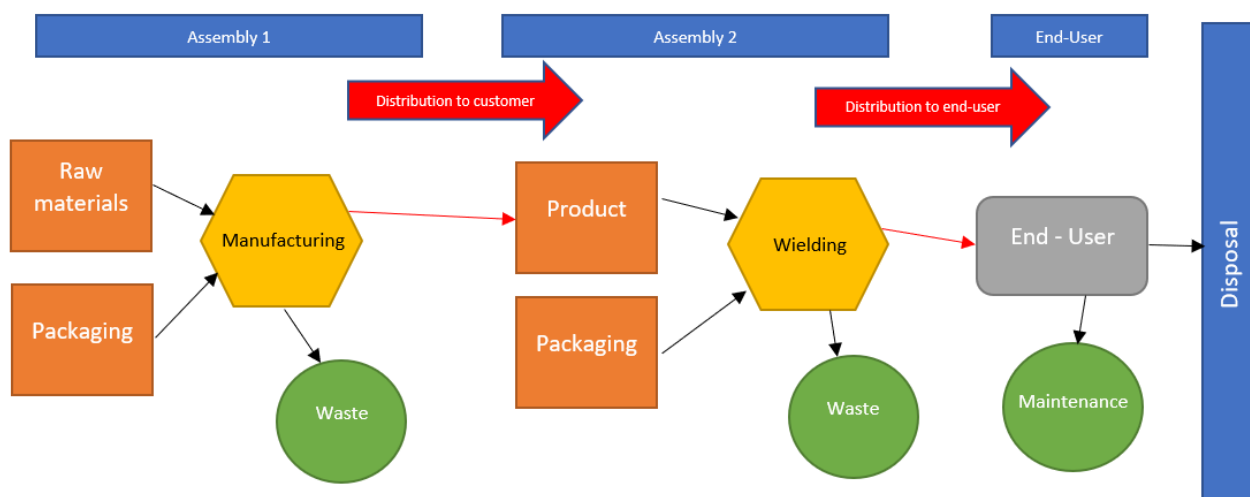 Assembly 1
Assembly 2
End-User
Distribution to customer
Distribution to end-user
Raw
materials
Packaging
Manufacturing
Waste
Product
Packaging
Wielding
Waste
End - User
Maintenance
Disposal